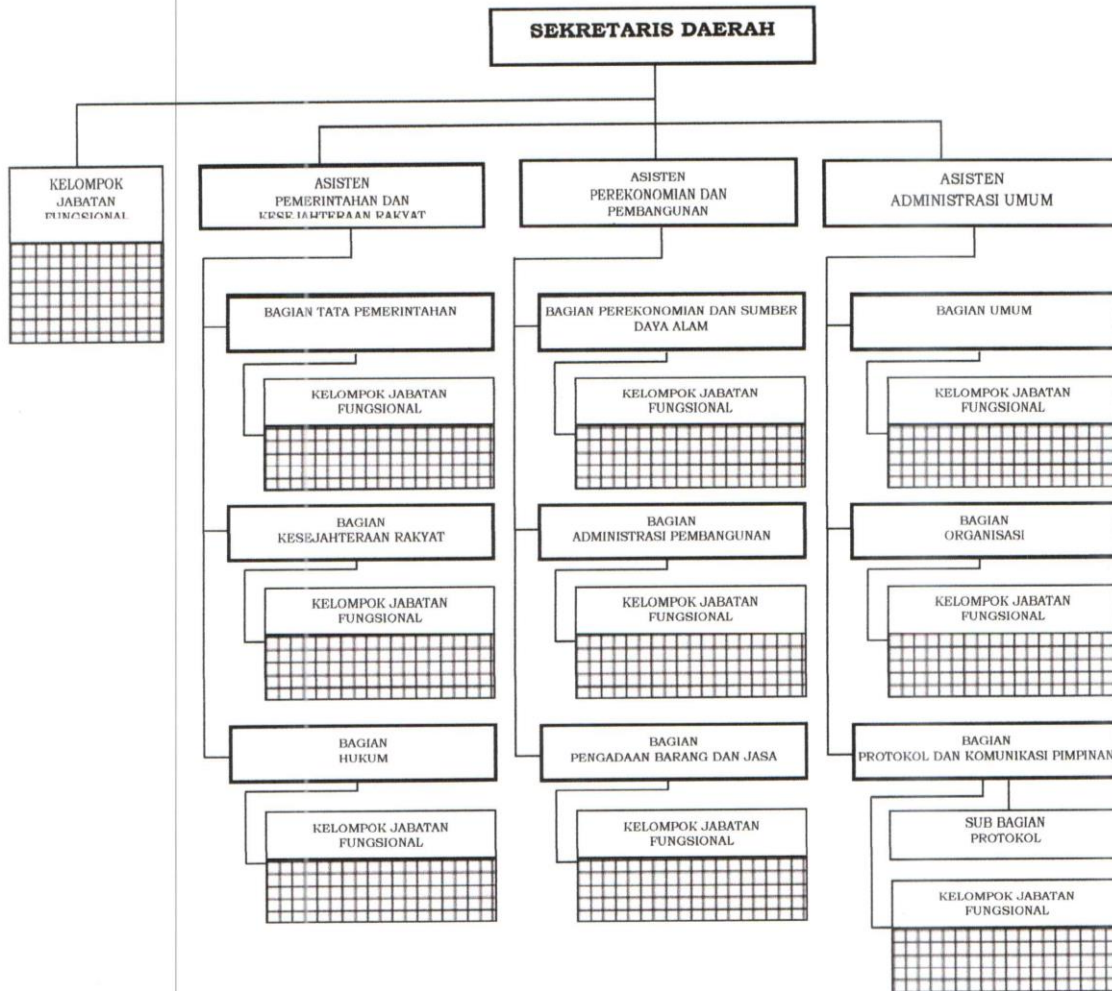 SEKRETARIS DAERAH
KELOMPOK
JABATAN
FUNGSIONAL
ASISTEN
PEMERINTAHAN DAN
KESEJAHTERAAN RAKYAT
ASISTEN
PEREKONOMIAN DAN
PEMBANGUNAN
ASISTEN
ADMINISTRASI UMUM
BAGIAN TATA PEMERINTAHAN
KELOMPOK JABATAN
FUNGSIONAL
BAGIAN
KESEJAHTERAAN RAKYAT
KELOMPOK JABATAN
FUNGSIONAL
BAGIAN
HUKUM
KELOMPOK JABATAN
FUNGSIONAL
BAGIAN PEREKONOMIAN DAN SUMBER
DAYA ALAM
KELOMPOK JABATAN
FUNGSIONAL
BAGIAN
ADMINISTRASI PEMBANGUNAN
KELOMPOK JABATAN
FUNGSIONAL
BAGIAN
PENGADAAN BARANG DAN JASA
KELOMPOK JABATAN
FUNGSIONAL
BAGIAN UMUM
KELOMPOK JABATAN
FUNGSIONAL
BAGIAN
ORGANISASI
KELOMPOK JABATAN
FUNGSIONAL
BAGIAN
PROTOKOL DAN KOMUNIKASI PIMPINAN
SUB BAGIAN
PROTOKOL
KELOMPOK JABATAN
FUNGSIONAL